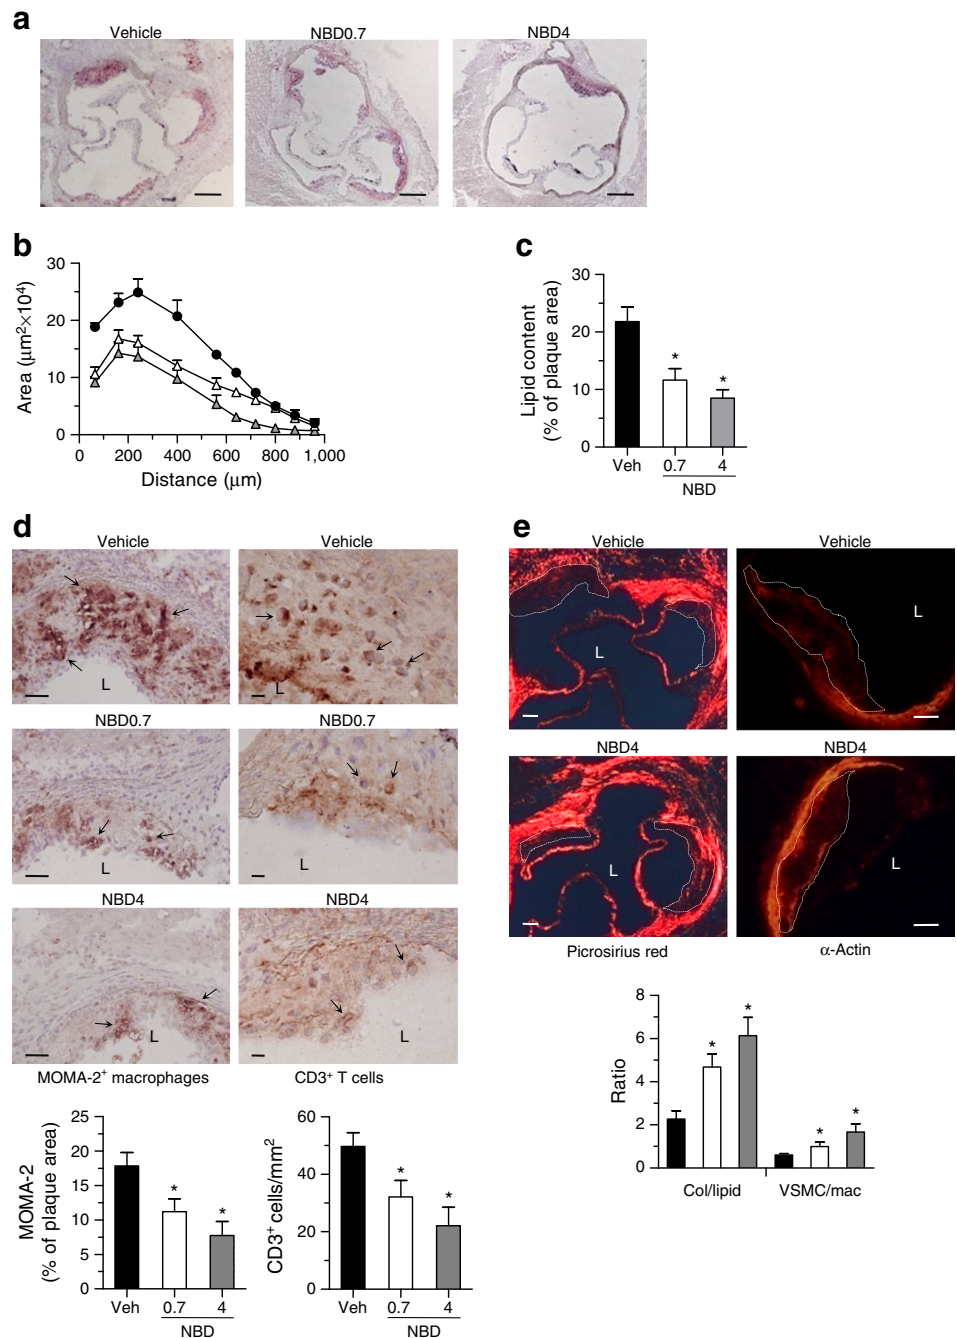 a
Vehicle NBD0.7 NBD4
b
Area (μm²×10⁴)
30
20
10
0
0 200 400 600 800 1,000
Distance (μm)
c
Lipid content
(% of plaque area)
30
20
10
0
Veh 0.7 4
NBD
* *
d
Vehicle Vehicle
L L
NBD0.7 NBD0.7
L L
NBD4 NBD4
L L
MOMA-2⁺ macrophages CD3⁺ T cells
MOMA-2
(% of plaque area)
25
20
15
10
5
0
* *
Veh 0.7 4
NBD
CD3⁺ cells/mm²
60
40
20
0
* *
Veh 0.7 4
NBD
e
Vehicle Vehicle
L L
NBD4 NBD4
L L
Picrosirius red α-Actin
Ratio
8
6
4
2
0
* * * *
Col/lipid VSMC/mac